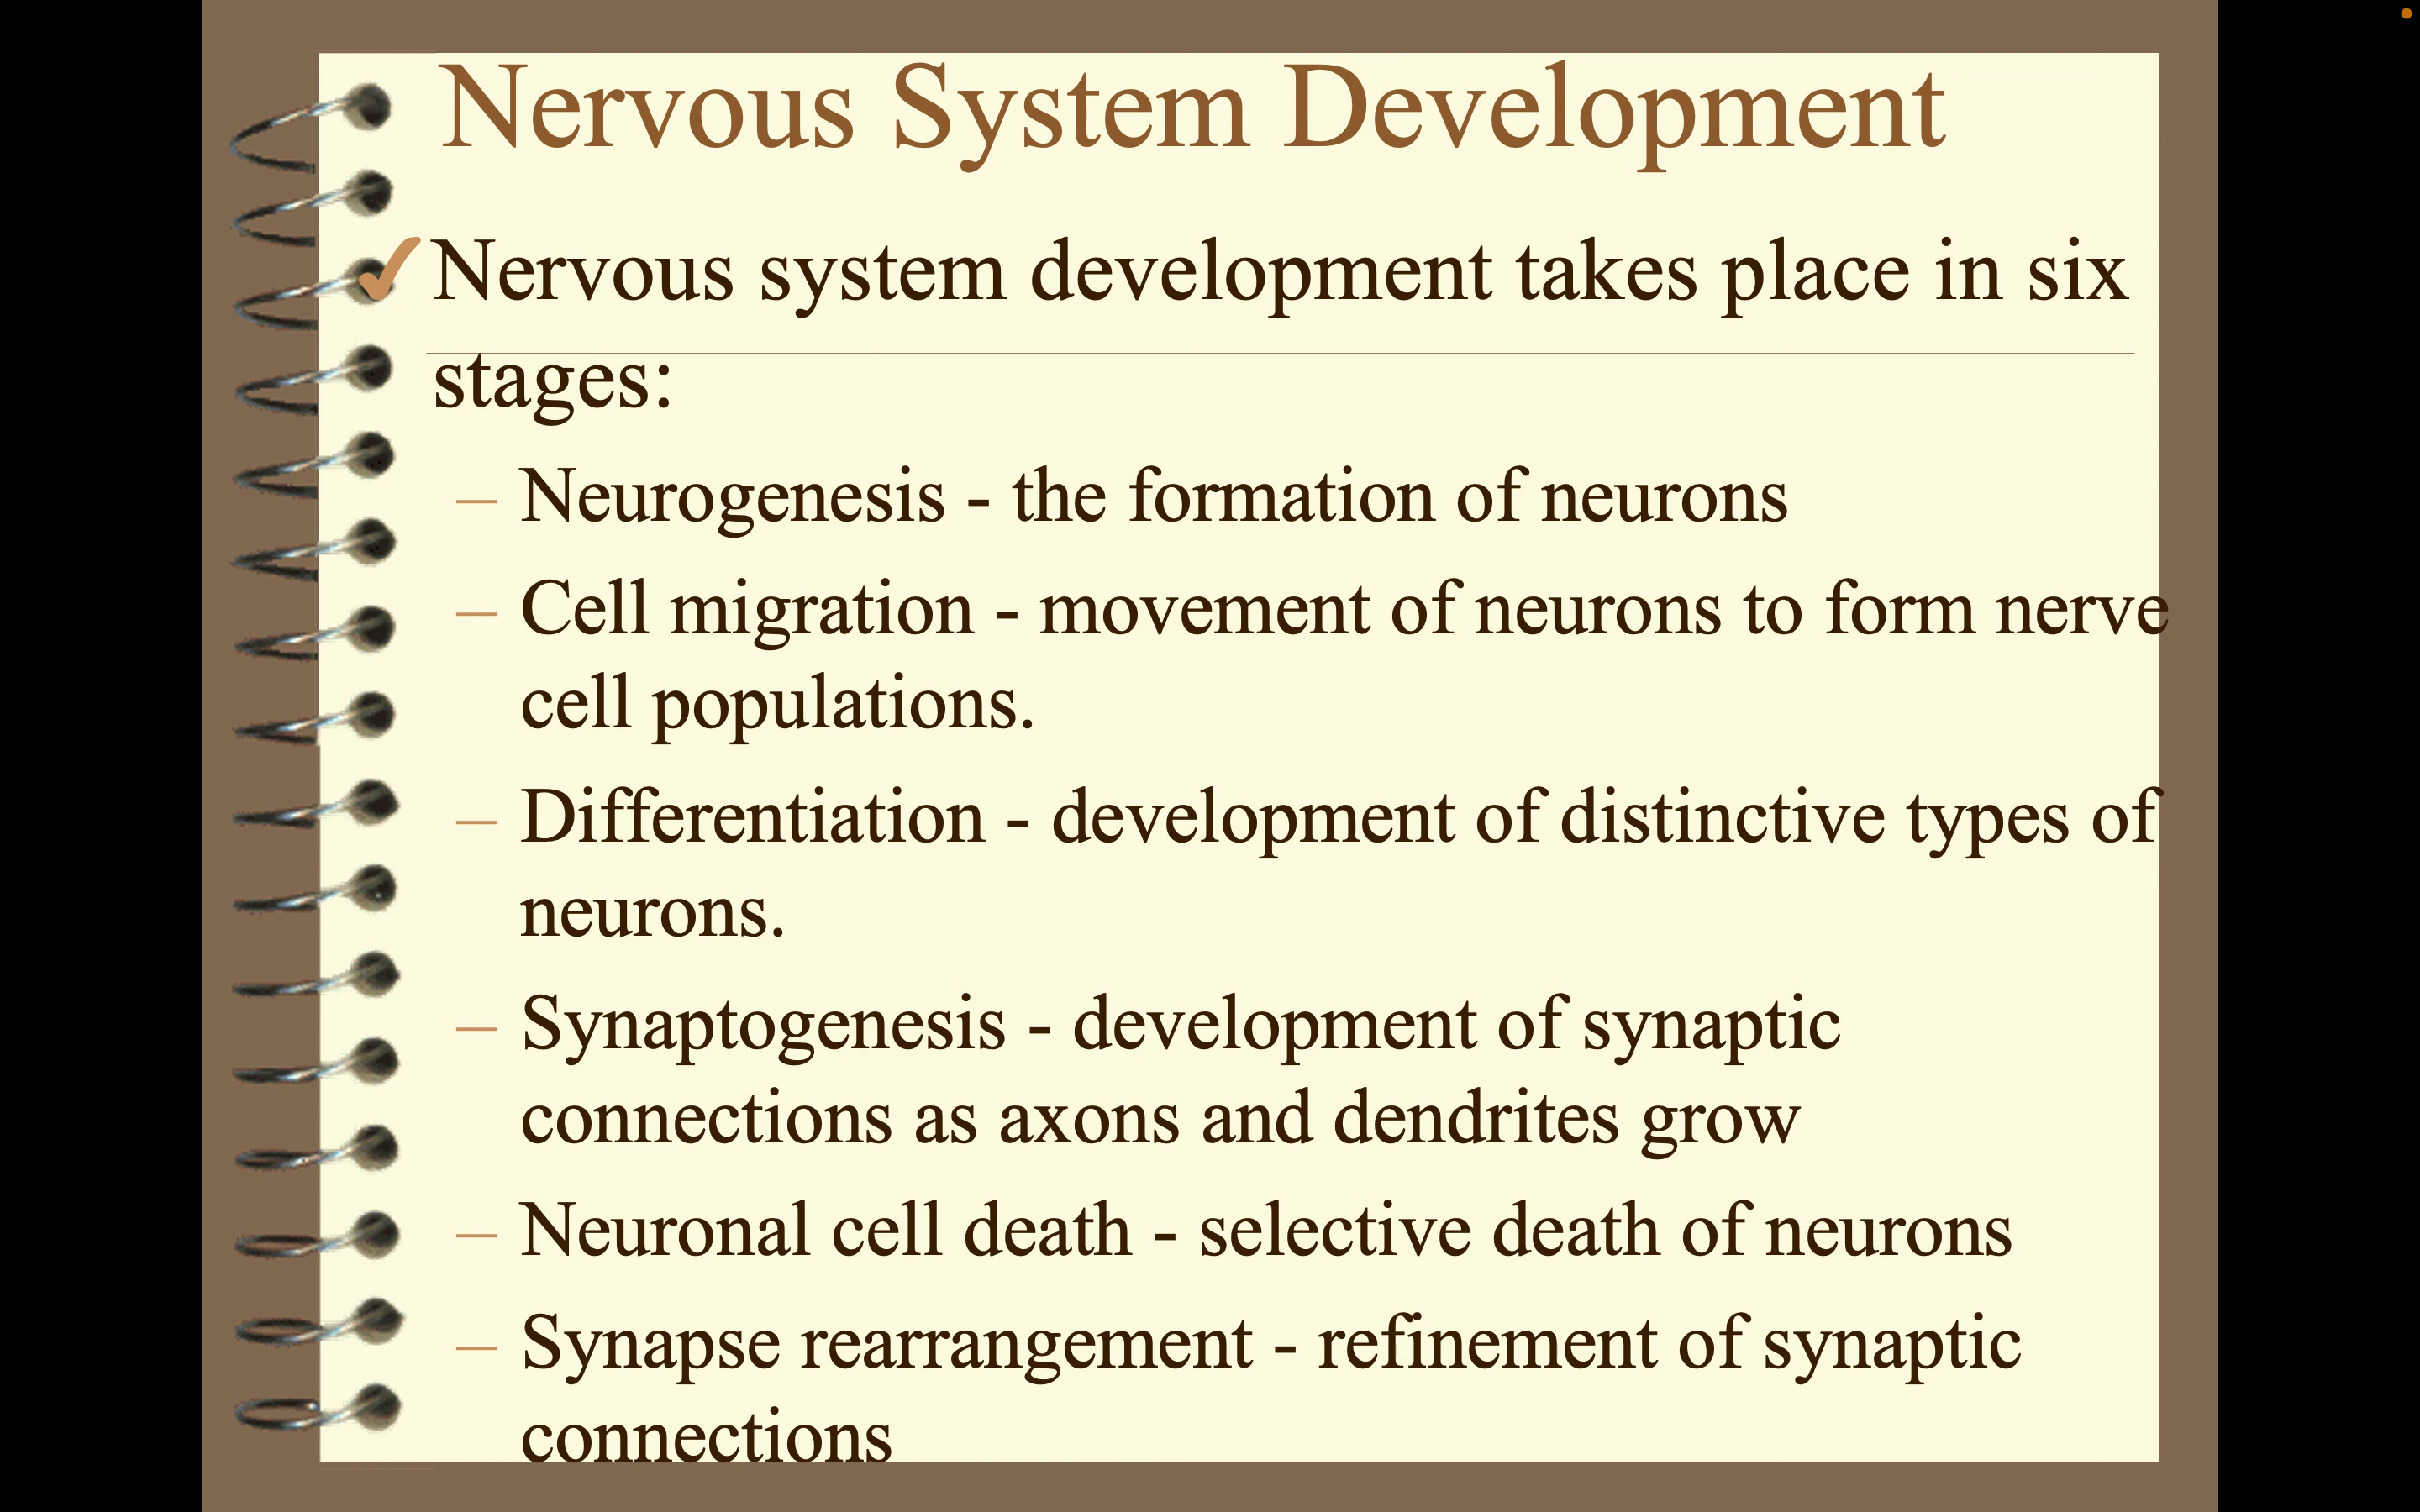 Nervous System Development
Nervous system development takes place in six
stages:
– Neurogenesis - the formation of neurons
– Cell migration - movement of neurons to form nerve
cell populations.
– Differentiation - development of distinctive types of
neurons.
– Synaptogenesis - development of synaptic
connections as axons and dendrites grow
– Neuronal cell death - selective death of neurons
– Synapse rearrangement - refinement of synaptic
connections